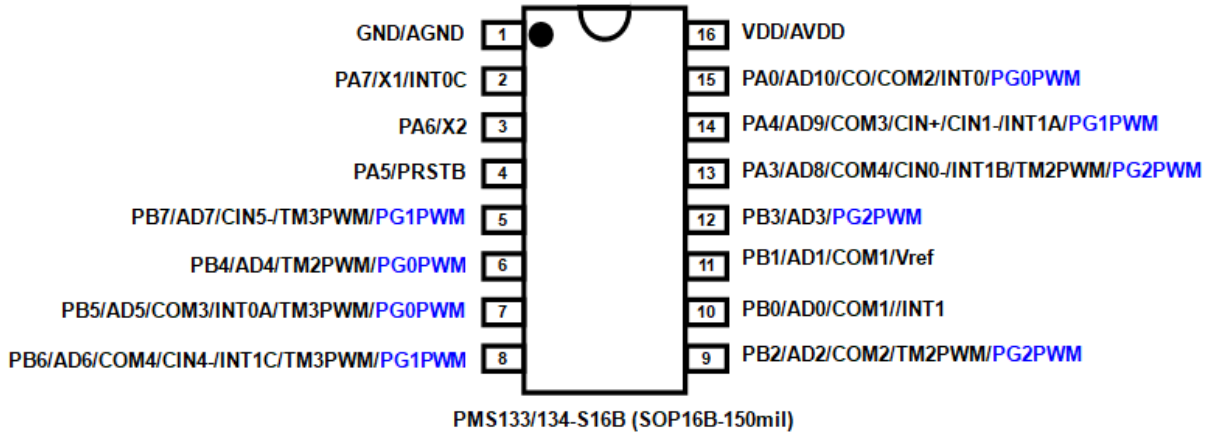 GND/AGND 1 16 VDD/AVDD
PA7/X1/INT0C 2 15 PA0/AD10/CO/COM2/INT0/PG0PWM
PA6/X2 3 14 PA4/AD9/COM3/CIN+/CIN1-/INT1A/PG1PWM
PA5/PRSTB 4 13 PA3/AD8/COM4/CIN0-/INT1B/TM2PWM/PG2PWM
PB7/AD7/CIN5-/TM3PWM/PG1PWM 5 12 PB3/AD3/PG2PWM
PB4/AD4/TM2PWM/PG0PWM 6 11 PB1/AD1/COM1/Vref
PB5/AD5/COM3/INT0A/TM3PWM/PG0PWM 7 10 PB0/AD0/COM1//INT1
PB6/AD6/COM4/CIN4-/INT1C/TM3PWM/PG1PWM 8 9 PB2/AD2/COM2/TM2PWM/PG2PWM
PMS133/134-S16B (SOP16B-150mil)